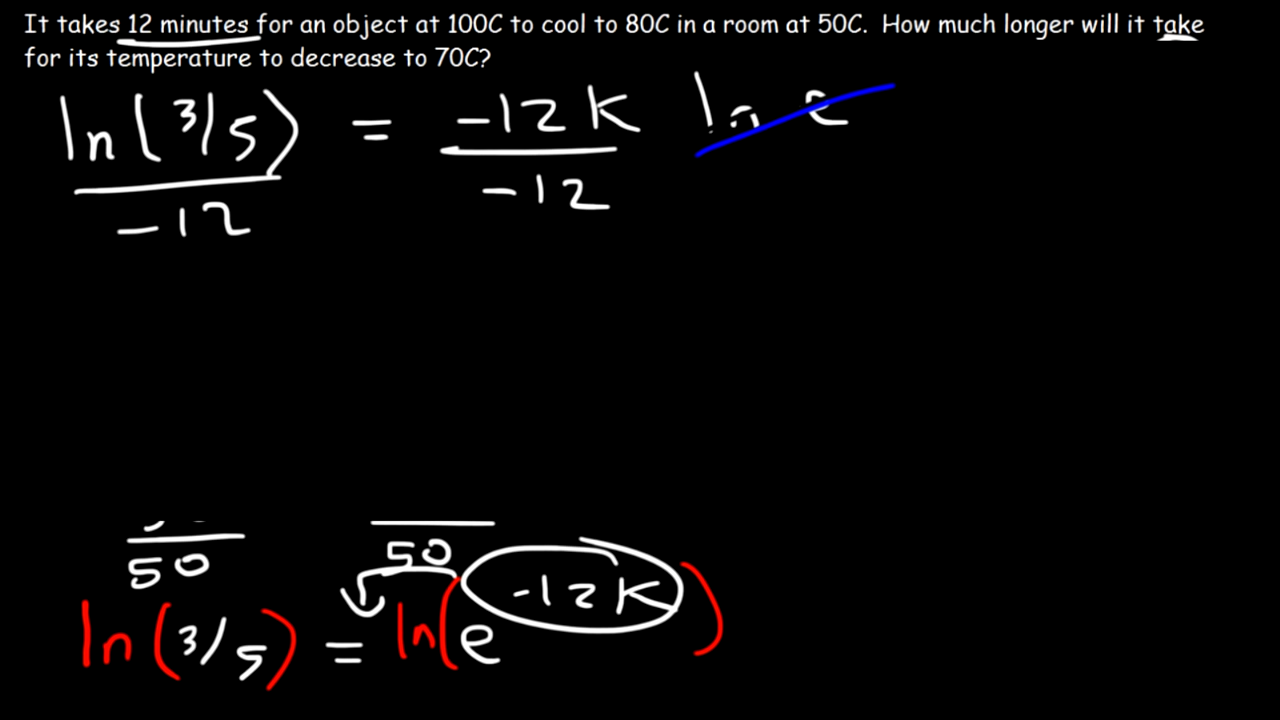 It takes 12 minutes for an object at 100C to cool to 80C in a room at 50C. How much longer will it take
for its temperature to decrease to 70C?
ln(3/5) = -12K ln e
-12 -12
50 50
ln(3/5) = ln(e^-12K)